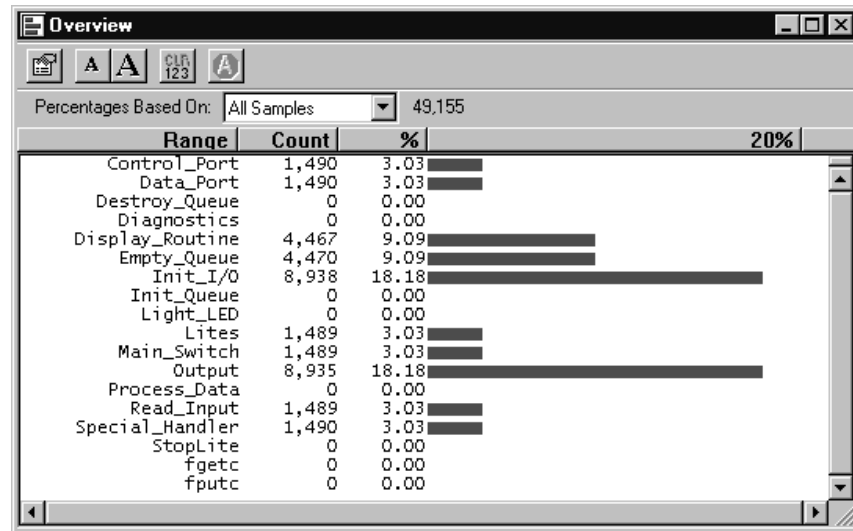 Overview
A A CLR 123 A
Percentages Based On: All Samples 49,155
Range Count % 20%
Control_Port 1,490 3.03
Data_Port 1,490 3.03
Destroy_Queue 0 0.00
Diagnostics 0 0.00
Display_Routine 4,467 9.09
Empty_Queue 4,470 9.09
Init_I/O 8,938 18.18
Init_Queue 0 0.00
Light_LED 0 0.00
Lites 1,489 3.03
Main_Switch 1,489 3.03
Output 8,935 18.18
Process_Data 0 0.00
Read_Input 1,489 3.03
Special_Handler 1,490 3.03
StopLite 0 0.00
fgetc 0 0.00
fputc 0 0.00